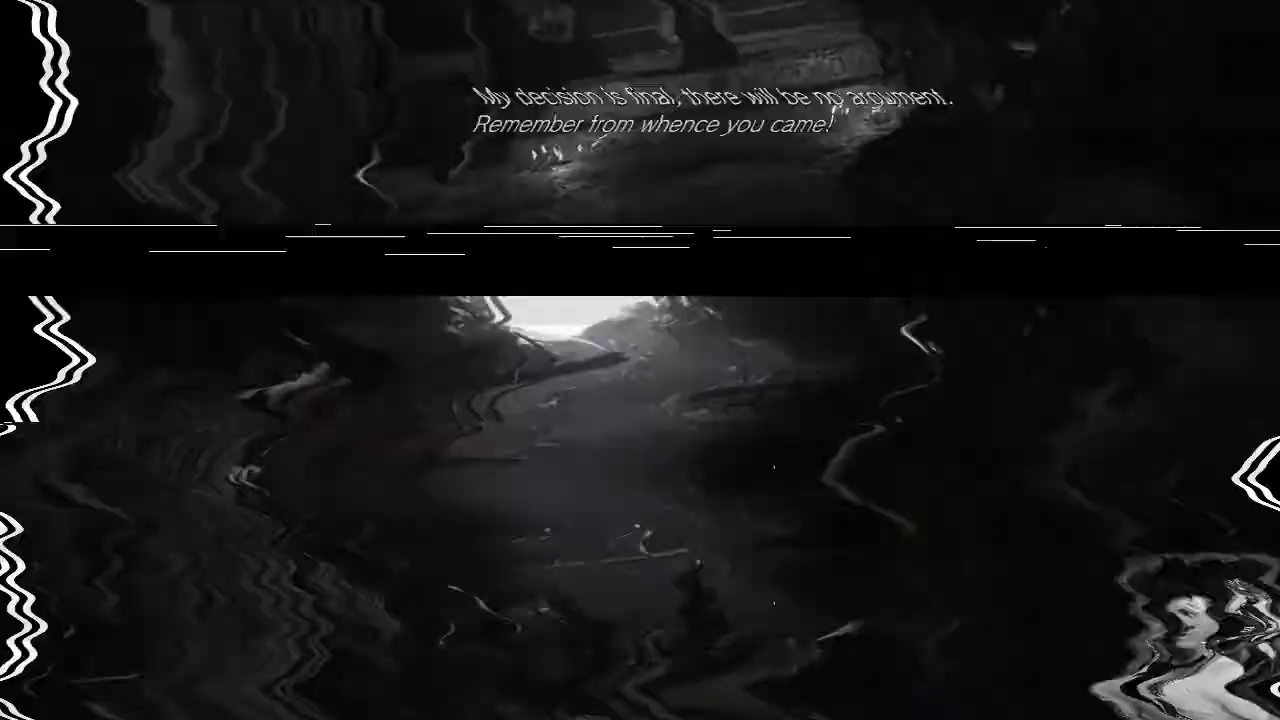 My decision is final, there will be no argument.
Remember from whence you came!